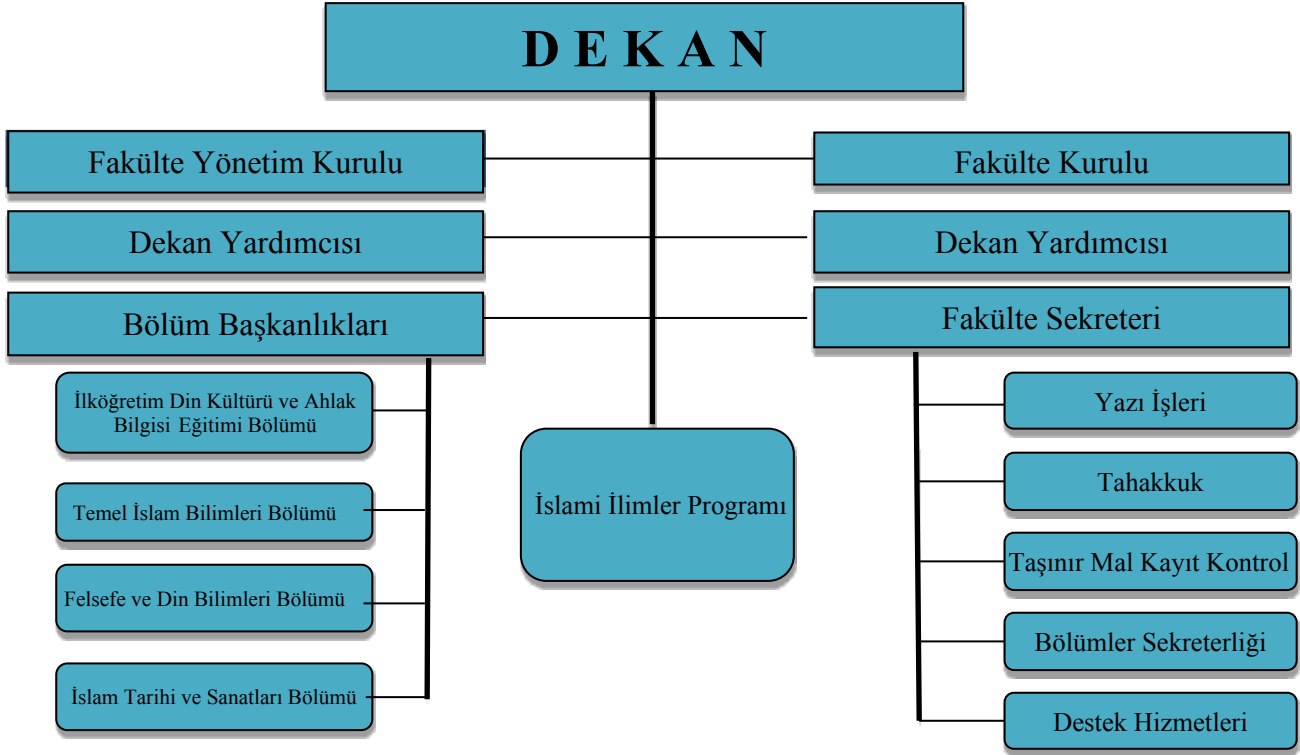 D E K A N
Fakülte Yönetim Kurulu
Fakülte Kurulu
Dekan Yardımcısı
Dekan Yardımcısı
Bölüm Başkanlıkları
Fakülte Sekreteri
İlköğretim Din Kültürü ve Ahlak
Bilgisi Eğitimi Bölümü
Temel İslam Bilimleri Bölümü
Felsefe ve Din Bilimleri Bölümü
İslam Tarihi ve Sanatları Bölümü
İslami İlimler Programı
Yazı İşleri
Tahakkuk
Taşınır Mal Kayıt Kontrol
Bölümler Sekreterliği
Destek Hizmetleri